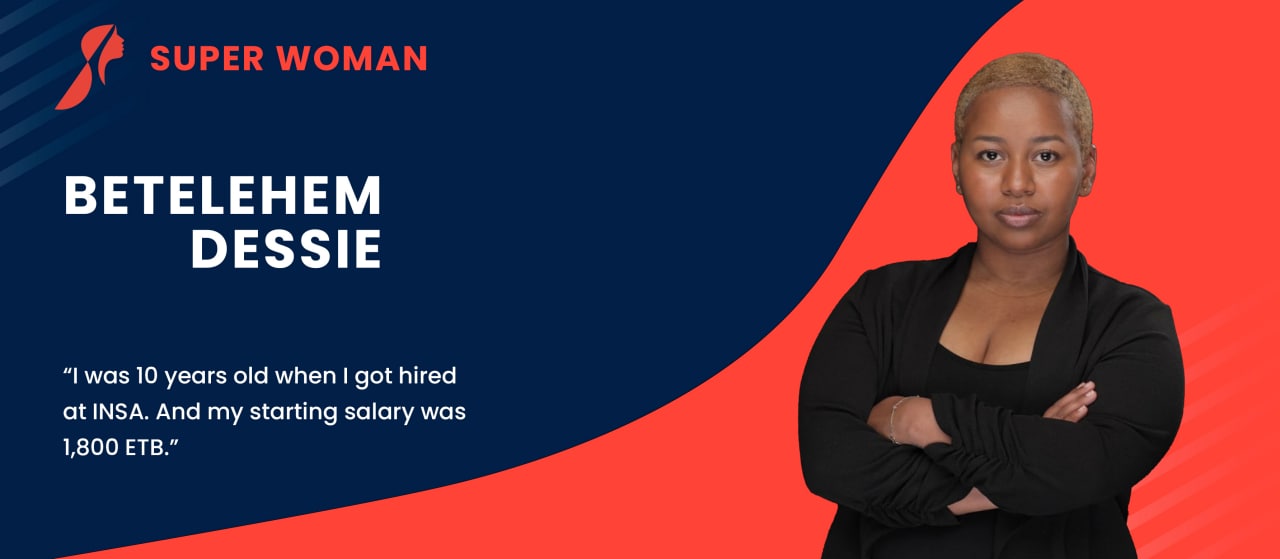 SUPER WOMAN
BETELEHEM
DESSIE
“I was 10 years old when I got hired
at INSA. And my starting salary was
1,800 ETB.”